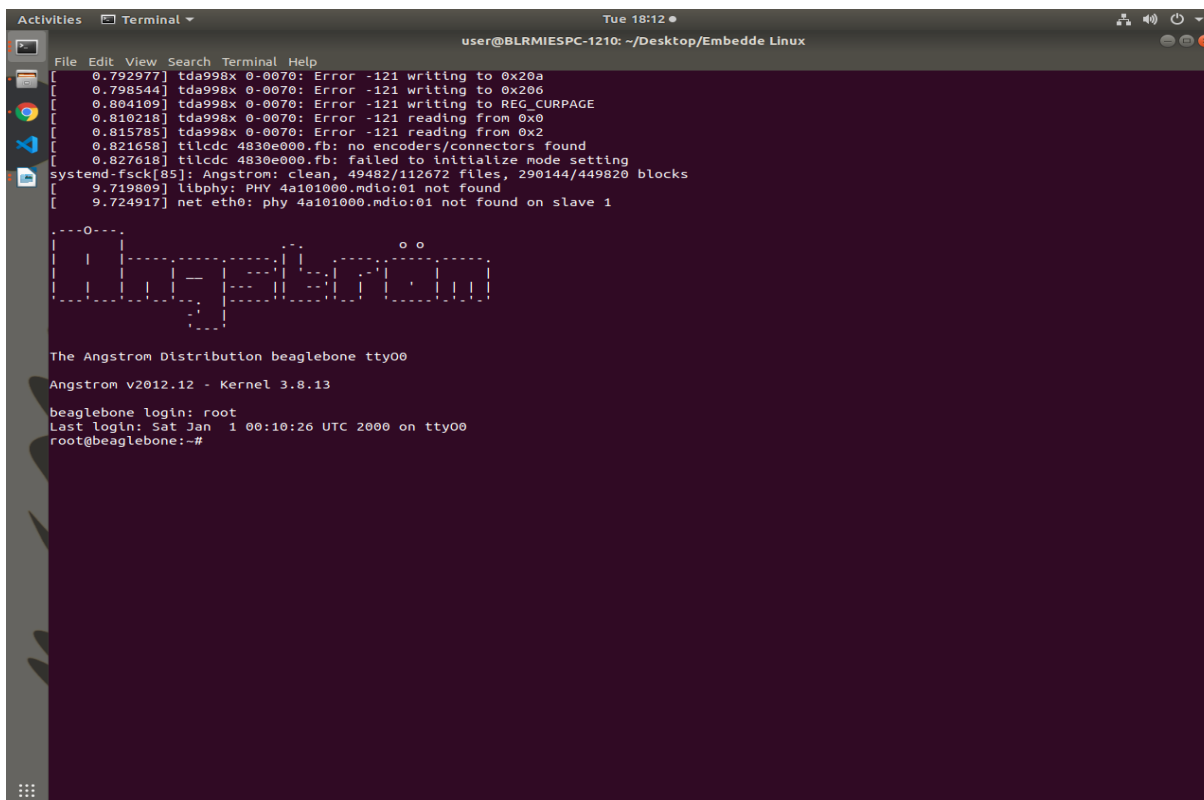 Activities Terminal Tue 18:12
user@BLRMIESPC-1210: ~/Desktop/Embedde Linux
File Edit View Search Terminal Help
[    0.792977] tda998x 0-0070: Error -121 writing to 0x20a
[    0.798544] tda998x 0-0070: Error -121 writing to 0x206
[    0.804109] tda998x 0-0070: Error -121 writing to REG_CURPAGE
[    0.810218] tda998x 0-0070: Error -121 reading from 0x0
[    0.815785] tda998x 0-0070: Error -121 reading from 0x2
[    0.821658] tilcdc 4830e000.fb: no encoders/connectors found
[    0.827618] tilcdc 4830e000.fb: failed to initialize mode setting
systemd-fsck[85]: Angstrom: clean, 49482/112672 files, 290144/449820 blocks
[    9.719809] libphy: PHY 4a101000.mdio:01 not found
[    9.724917] net eth0: phy 4a101000.mdio:01 not found on slave 1
Angström
The Angstrom Distribution beaglebone ttyO0
Angstrom v2012.12 - Kernel 3.8.13
beaglebone login: root
Last login: Sat Jan  1 00:10:26 UTC 2000 on ttyO0
root@beaglebone:~#